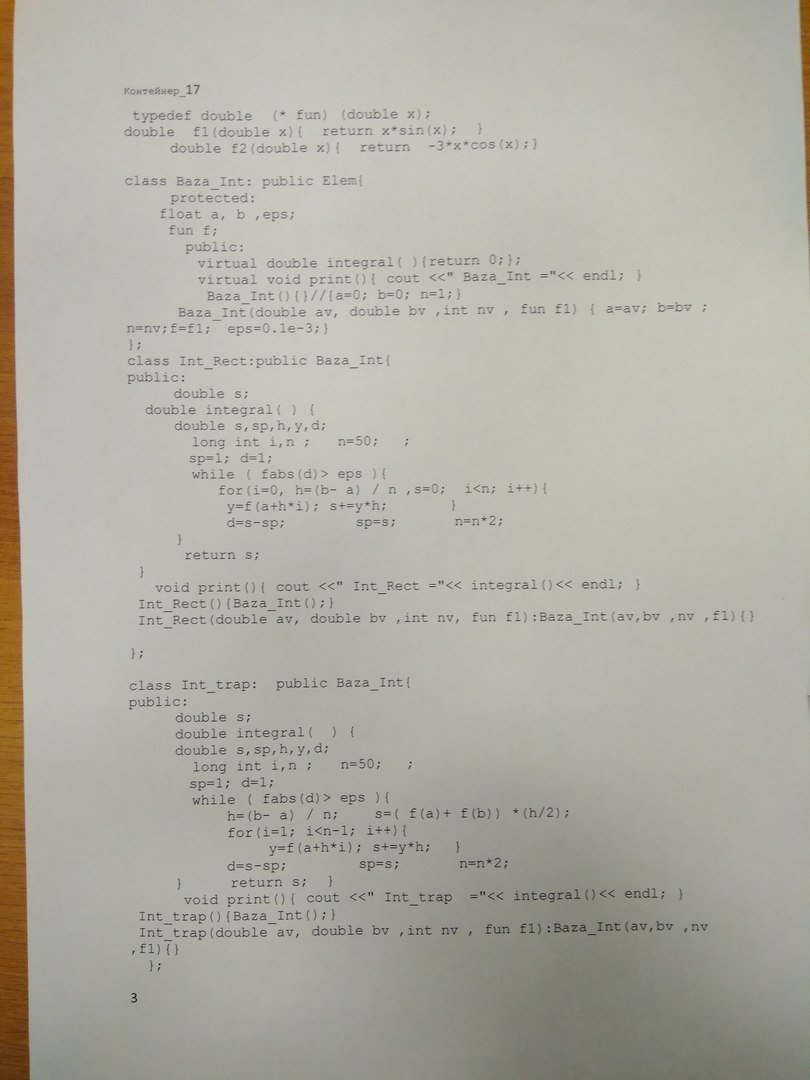 Контейнер_17
typedef double (* fun) (double x);
double f1(double x){ return x*sin(x); }
double f2(double x){ return -3*x*cos(x);}
class Baza_Int: public Elem{
protected:
float a, b ,eps;
fun f;
public:
virtual double integral( ){return 0;};
virtual void print(){ cout <<" Baza_Int ="<< endl; }
Baza_Int(){}//{a=0; b=0; n=1;}
Baza_Int(double av, double bv ,int nv , fun f1) { a=av; b=bv ;
n=nv;f=f1; eps=0.1e-3;}
};
class Int_Rect:public Baza_Int{
public:
double s;
double integral( ) {
double s,sp,h,y,d;
long int i,n ; n=50; ;
sp=1; d=1;
while ( fabs(d)> eps ){
for(i=0, h=(b- a) / n ,s=0; i<n; i++){
y=f(a+h*i); s+=y*h; }
d=s-sp; sp=s; n=n*2;
}
return s;
}
void print(){ cout <<" Int_Rect ="<< integral()<< endl; }
Int_Rect(){Baza_Int();}
Int_Rect(double av, double bv ,int nv, fun f1):Baza_Int(av,bv ,nv ,f1){}
};
class Int_trap: public Baza_Int{
public:
double s;
double integral( ) {
double s,sp,h,y,d;
long int i,n ; n=50; ;
sp=1; d=1;
while ( fabs(d)> eps ){
h=(b- a) / n; s=( f(a)+ f(b)) *(h/2);
for(i=1; i<n-1; i++){
y=f(a+h*i); s+=y*h; }
d=s-sp; sp=s; n=n*2;
} return s; }
void print(){ cout <<" Int_trap ="<< integral()<< endl; }
Int_trap(){Baza_Int();}
Int_trap(double av, double bv ,int nv , fun f1):Baza_Int(av,bv ,nv
,f1){}
};
3